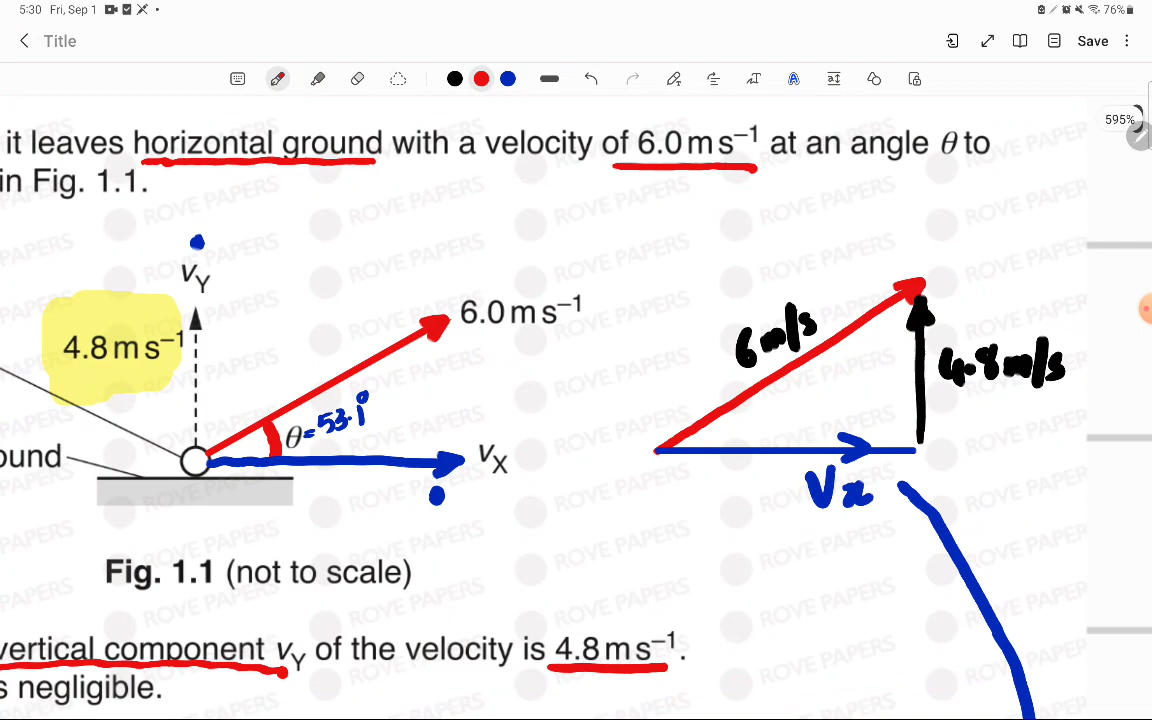 5:30 Fri, Sep 1
76%
Title
Save
595%
it leaves horizontal ground with a velocity of 6.0 m s⁻¹ at an angle θ to
in Fig. 1.1.
vY
4.8 m s⁻¹
6.0 m s⁻¹
θ = 53.1°
ound
vX
6 m/s
4.8 m/s
Vx
Fig. 1.1 (not to scale)
vertical component vY of the velocity is 4.8 m s⁻¹.
s negligible.
ROVE PAPERS